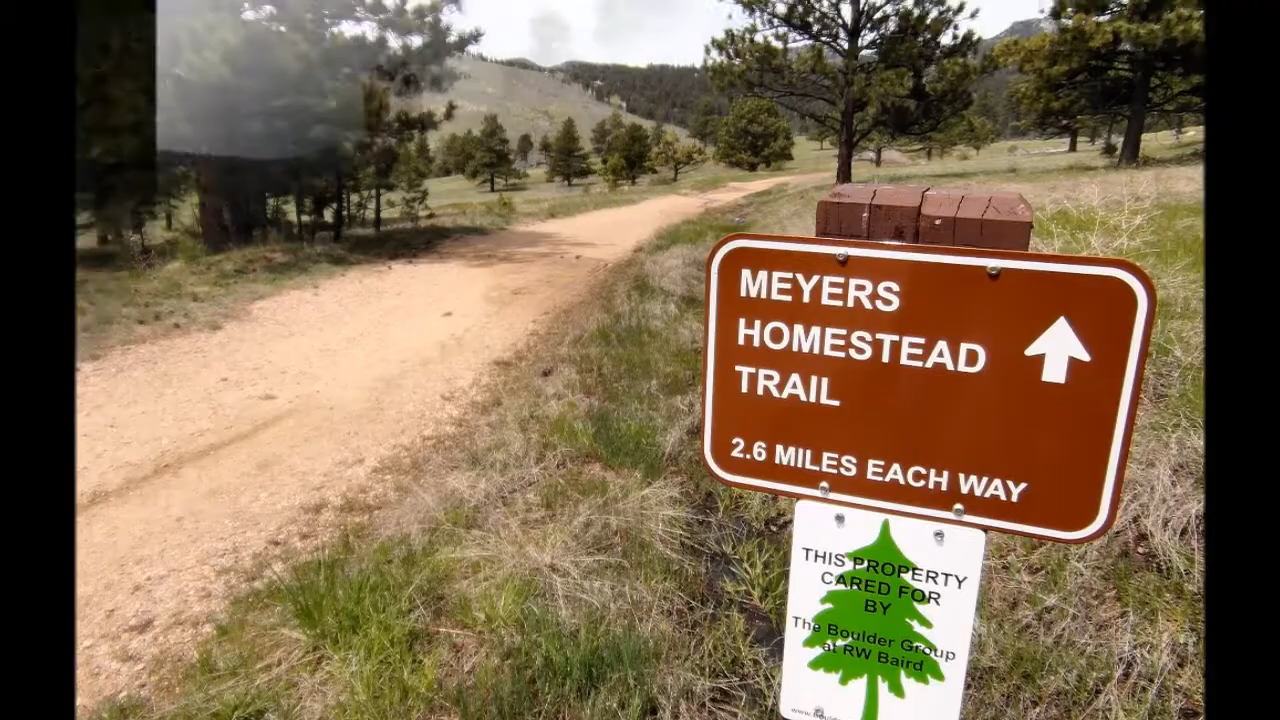 MEYERS
HOMESTEAD
TRAIL
2.6 MILES EACH WAY
THIS PROPERTY
CARED FOR
BY
The Boulder Group
at RW Baird